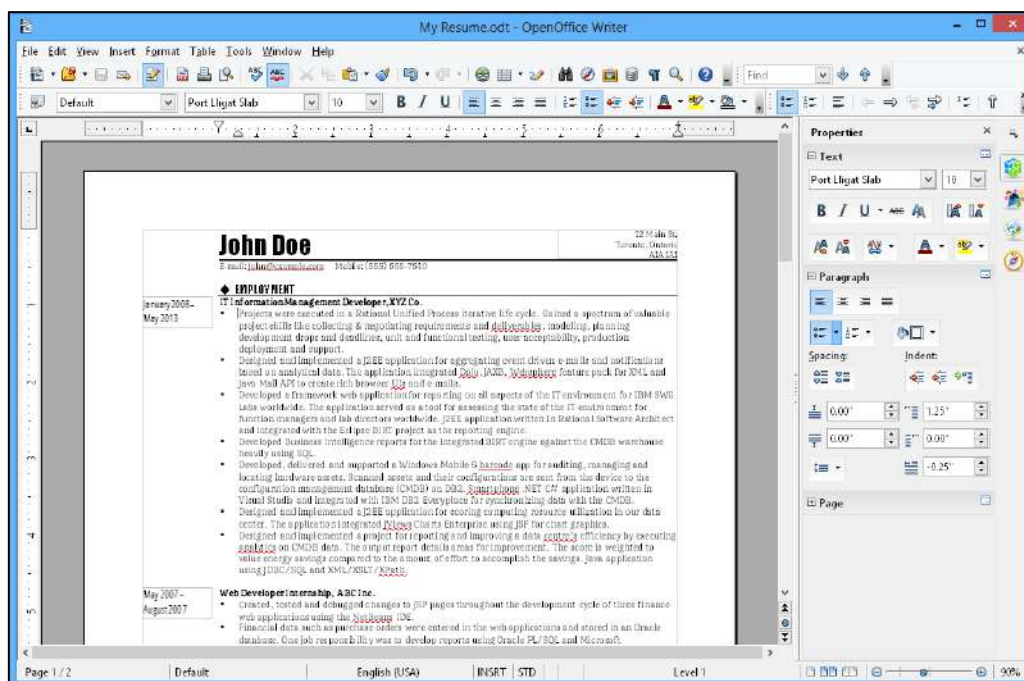 My Resume.odt - OpenOffice Writer
File Edit View Insert Format Table Tools Window Help
Find
Default Port Lligat Slab 10 B I U
1 2 3 4 5 6
Properties
Text
Port Lligat Slab 10
B I U ABC
Paragraph
Spacing: Indent:
0.00" 1.25"
0.00" 0.00"
-0.25"
Page
John Doe
12 Main St,
Toronto, Ontario
A1A 1A1
E-mail: john@example.com Mobile: (555) 555-7510
EMPLOYMENT
January 2008–
May 2013
IT Information Management Developer, XYZ Co.
Projects were executed in a Rational Unified Process iterative life cycle. Gained a spectrum of valuable
project skills like collecting & negotiating requirements and deliverables, modeling, planning
development drops and deadlines, unit and functional testing, user acceptability, production
deployment and support.
Designed and implemented a J2EE application for aggregating event driven e-mails and notifications
based on analytical data. The application integrated Dojo, JAXB, Websphere feature pack for XML and
Java Mail API to create rich browser UIs and e-mails.
Developed a framework web application for reporting on all aspects of the IT environment for IBM SWG
Labs worldwide. The application served as a tool for assessing the state of the IT environment for
function managers and lab directors worldwide. J2EE application written in Rational Software Architect
and integrated with the Eclipse BIRT project as the reporting engine.
Developed Business Intelligence reports for the integrated BIRT engine against the CMDB warehouse
heavily using SQL.
Developed, delivered and supported a Windows Mobile 6 barcode app for auditing, managing and
locating hardware assets. Scanned assets and their configurations are sent from the device to the
configuration management database (CMDB) on DB2. Smartphone .NET C# application written in
Visual Studio and integrated with IBM DB2 Everyplace for synchronizing data with the CMDB.
Designed and implemented a J2EE application for scoring computing resource utilization in our data
center. The application integrated JViews Charts Enterprise using JSF for chart graphics.
Designed and implemented a project for reporting and improving a data centre's efficiency by executing
analytics on CMDB data. The output report details areas for improvement. The score is weighted to
value energy savings compared to the amount of effort to accomplish the savings. Java application
using JDBC/SQL and XML/XSLT/XPath.
May 2007 –
August 2007
Web Developer Internship, ABC Inc.
Created, tested and debugged changes to JSP pages throughout the development cycle of three finance
web applications using the NetBeans IDE.
Financial data such as purchase orders were entered in the web applications and stored in an Oracle
database. One job responsibility was to develop reports using Oracle PL/SQL and Microsoft
Page 1 / 2 Default English (USA) INSRT STD Level 1 90%